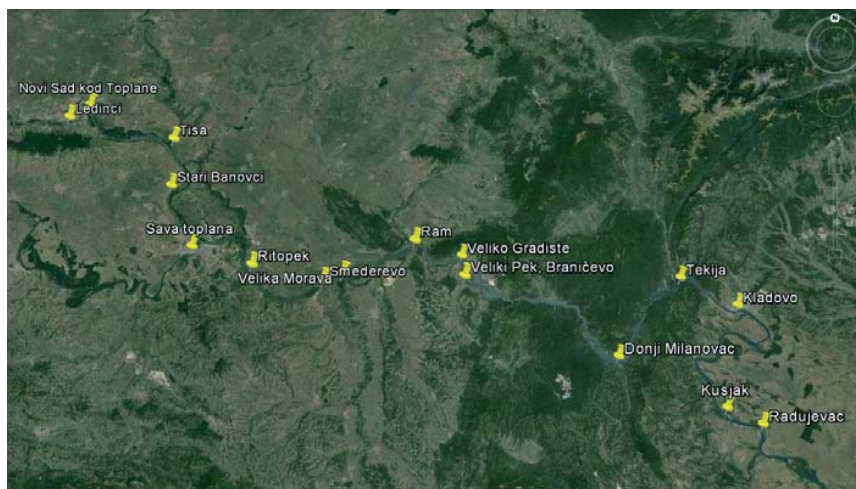 N
Novi Sad kod Toplane
Ledinci
Tisa
Stari Banovci
Sava toplana
Ram
Ritopek
Veliko Gradiste
Velika Morava
Smederevo
Veliki Pek, Braničevo
Tekija
Kladovo
Donji Milanovac
Kusjak
Radujevac